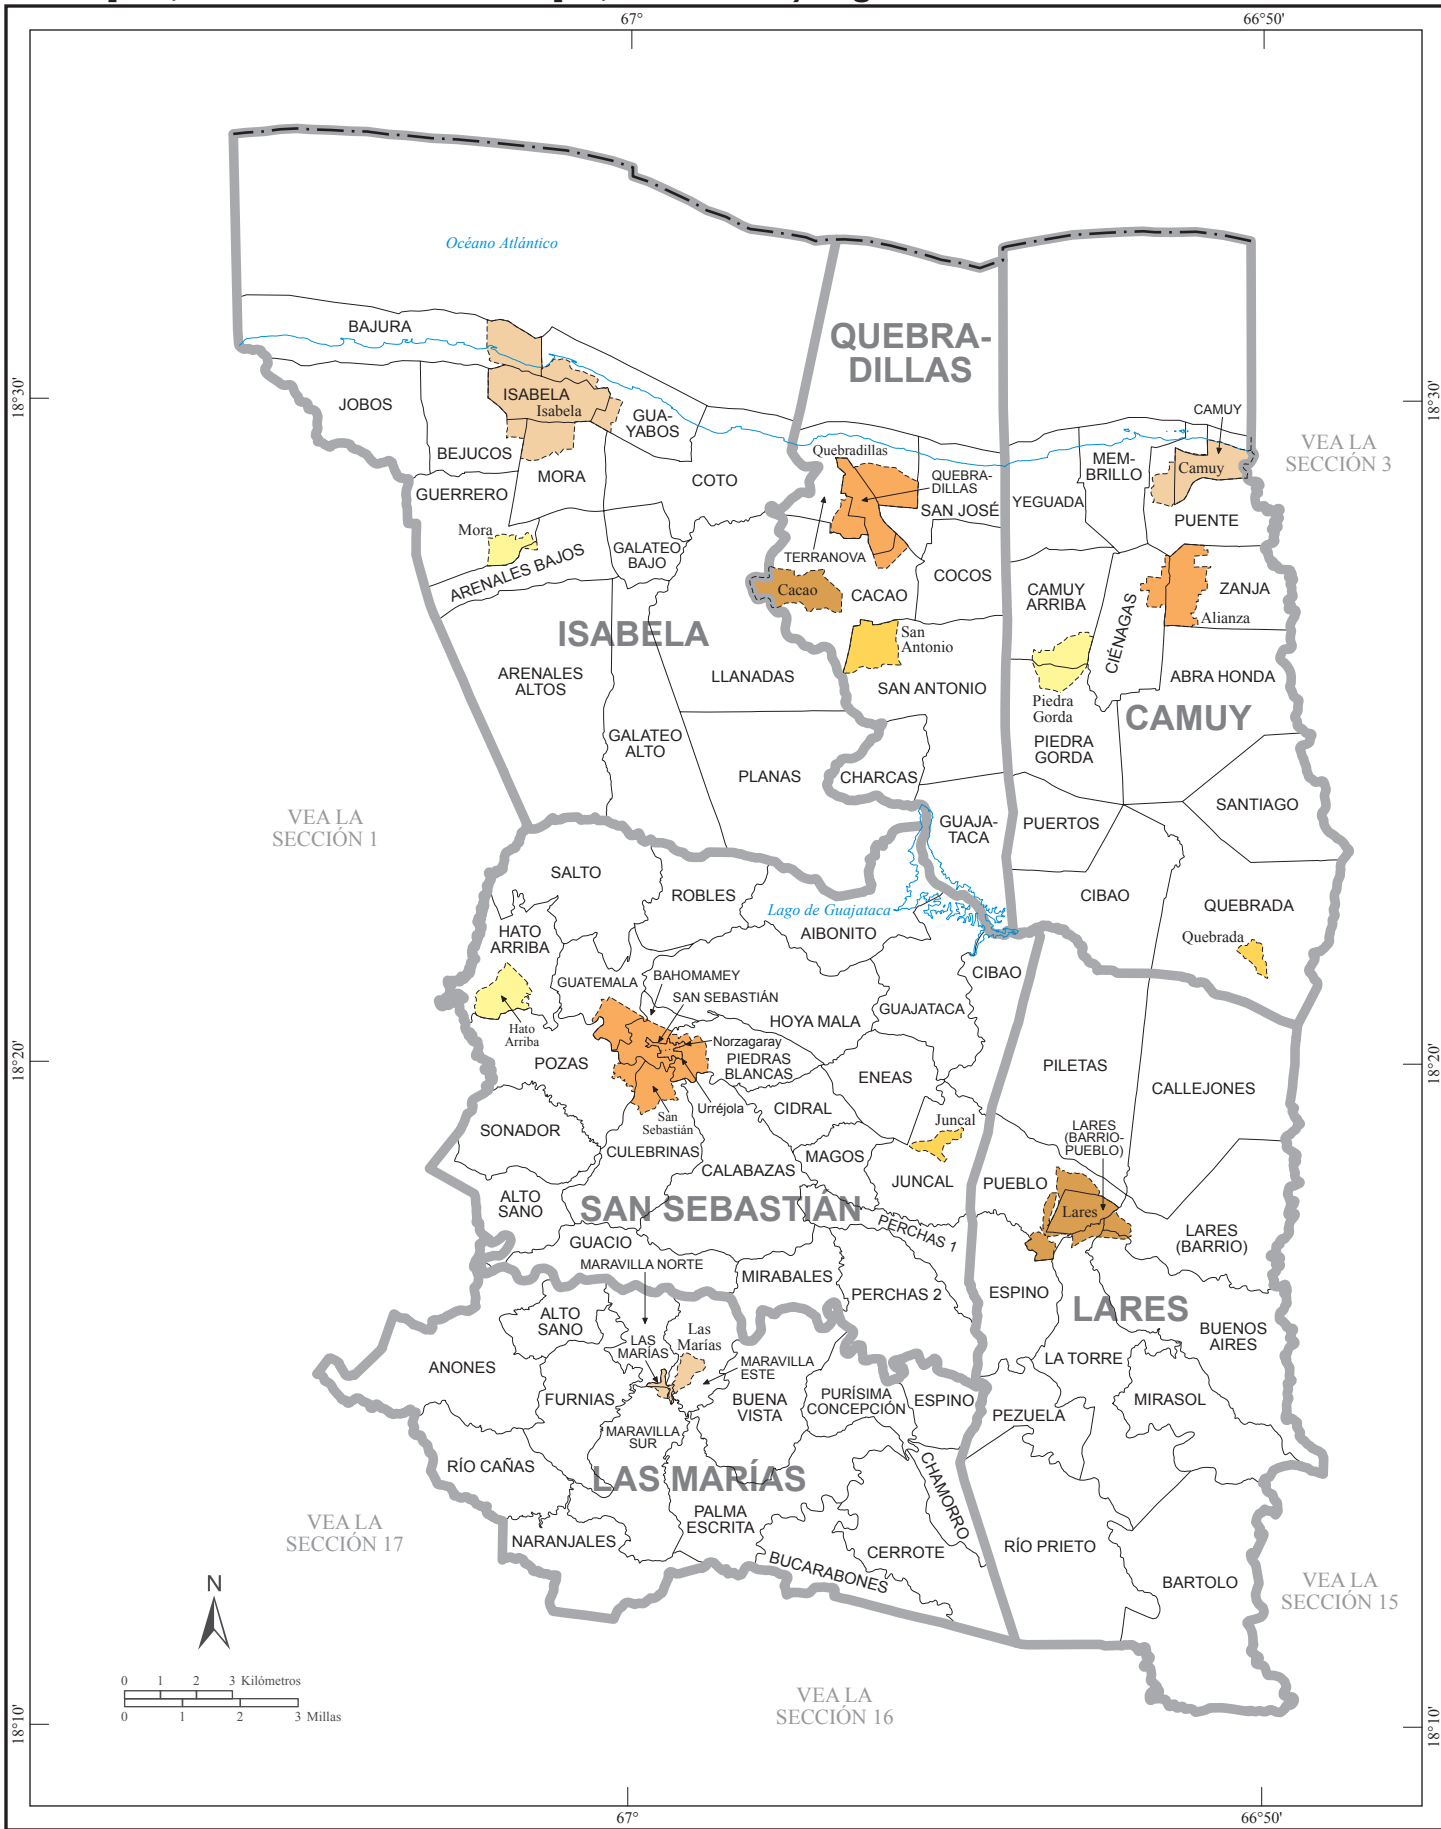 67°
66°50'
Océano Atlántico
BAJURA
QUEBRA-
DILLAS
18°30'
18°30'
ISABELA
Isabela
JOBOS
GUA-
YABOS
CAMUY
VEA LA
SECCIÓN 3
BEJUCOS
MORA
COTO
Quebradillas
QUEBRA-
DILLAS
SAN JOSÉ
MEM-
BRILLO
Camuy
GUERRERO
YEGUADA
PUENTE
Mora
ARENALES BAJOS
GALATEO
BAJO
TERRANOVA
COCOS
Cacao
CACAO
CAMUY
ARRIBA
CIÉNAGAS
ZANJA
Alianza
ISABELA
San
Antonio
ARENALES
ALTOS
LLANADAS
SAN ANTONIO
ABRA HONDA
Piedra
Gorda
CAMUY
GALATEO
ALTO
PIEDRA
GORDA
PLANAS
CHARCAS
VEA LA
SECCIÓN 1
GUAJA-
TACA
PUERTOS
SANTIAGO
SALTO
ROBLES
CIBAO
QUEBRADA
Lago de Guajataca
HATO
ARRIBA
AIBONITO
Quebrada
GUATEMALA
BAHOMAMEY
CIBAO
SAN SEBASTIÁN
HOYA MALA
GUAJATACA
Hato
Arriba
Norzagaray
18°20'
18°20'
POZAS
PIEDRAS
BLANCAS
ENEAS
PILETAS
CALLEJONES
Urréjola
San
Sebastián
CIDRAL
Juncal
SONADOR
LARES
(BARRIO-
PUEBLO)
CULEBRINAS
CALABAZAS
MAGOS
JUNCAL
PUEBLO
ALTO
SANO
SAN SEBASTIÁN
Lares
PERCHAS 1
LARES
(BARRIO)
GUACIO
MARAVILLA NORTE
MIRABALES
PERCHAS 2
ESPINO
LARES
ALTO
SANO
LAS
MARÍAS
Las
Marías
BUENOS
AIRES
ANONES
MARAVILLA
ESTE
LA TORRE
FURNIAS
BUENA
VISTA
PURÍSIMA
CONCEPCIÓN
ESPINO
MIRASOL
MARAVILLA
SUR
PEZUELA
RÍO CAÑAS
LAS MARÍAS
CHAMORRO
VEA LA
SECCIÓN 17
PALMA
ESCRITA
NARANJALES
CERROTE
RÍO PRIETO
BUCARABONES
BARTOLO
VEA LA
SECCIÓN 15
N
0 1 2 3 Kilómetros
0 1 2 3 Millas
VEA LA
SECCIÓN 16
18°10'
18°10'
67°
66°50'